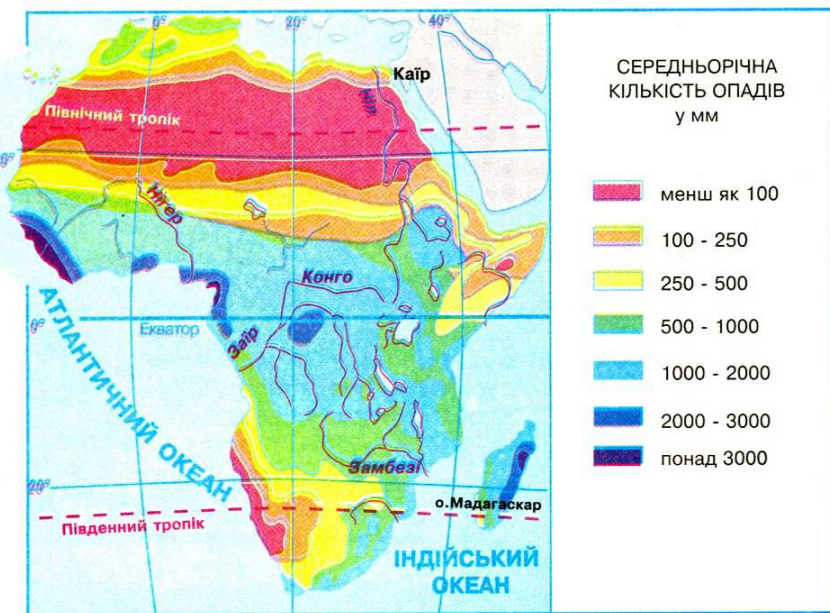 0°
20°
40°
Каїр
Ніл
Північний тропік
Нігер
Конго
АТЛАНТИЧНИЙ ОКЕАН
0°
Екватор
Заїр
Замбезі
20°
о.Мадагаскар
Південний тропік
ІНДІЙСЬКИЙ
ОКЕАН
СЕРЕДНЬОРІЧНА
КІЛЬКІСТЬ ОПАДІВ
у мм
менш як 100
100 - 250
250 - 500
500 - 1000
1000 - 2000
2000 - 3000
понад 3000